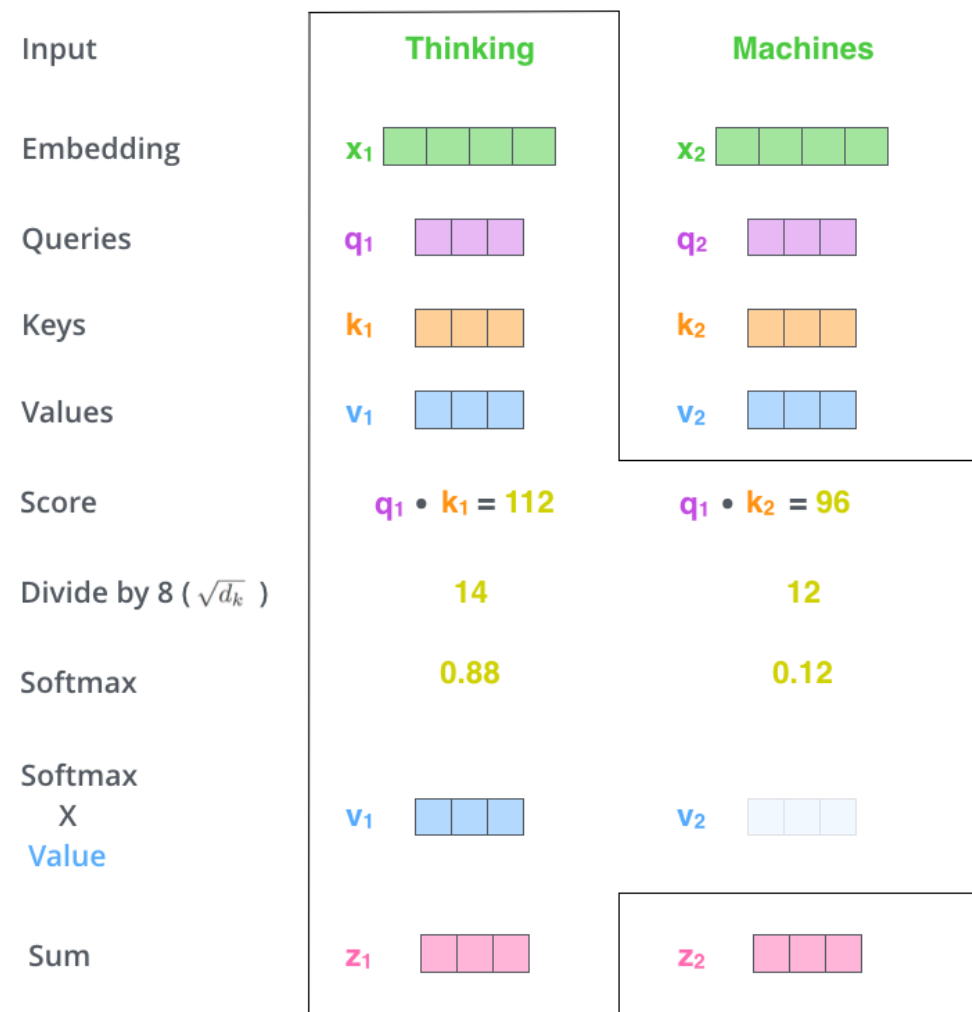 Input Thinking Machines
Embedding x₁ x₂
Queries q₁ q₂
Keys k₁ k₂
Values v₁ v₂
Score q₁ • k₁ = 112 q₁ • k₂ = 96
Divide by 8 ( √dₖ ) 14 12
Softmax 0.88 0.12
Softmax
X
Value v₁ v₂
Sum z₁ z₂